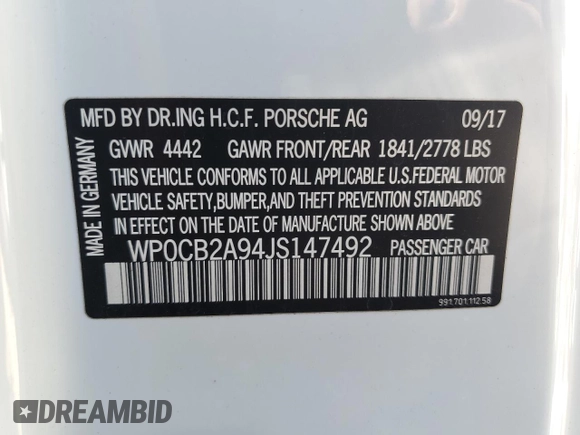 MFD BY DR.ING H.C.F. PORSCHE AG 09/17
GVWR 4442 GAWR FRONT/REAR 1841/2778 LBS
THIS VEHICLE CONFORMS TO ALL APPLICABLE U.S.FEDERAL MOTOR
VEHICLE SAFETY,BUMPER,AND THEFT PREVENTION STANDARDS
IN EFFECT ON THE DATE OF MANUFACTURE SHOWN ABOVE
WP0CB2A94JS147492 PASSENGER CAR
991.701.112.58
MADE IN GERMANY
DREAMBID